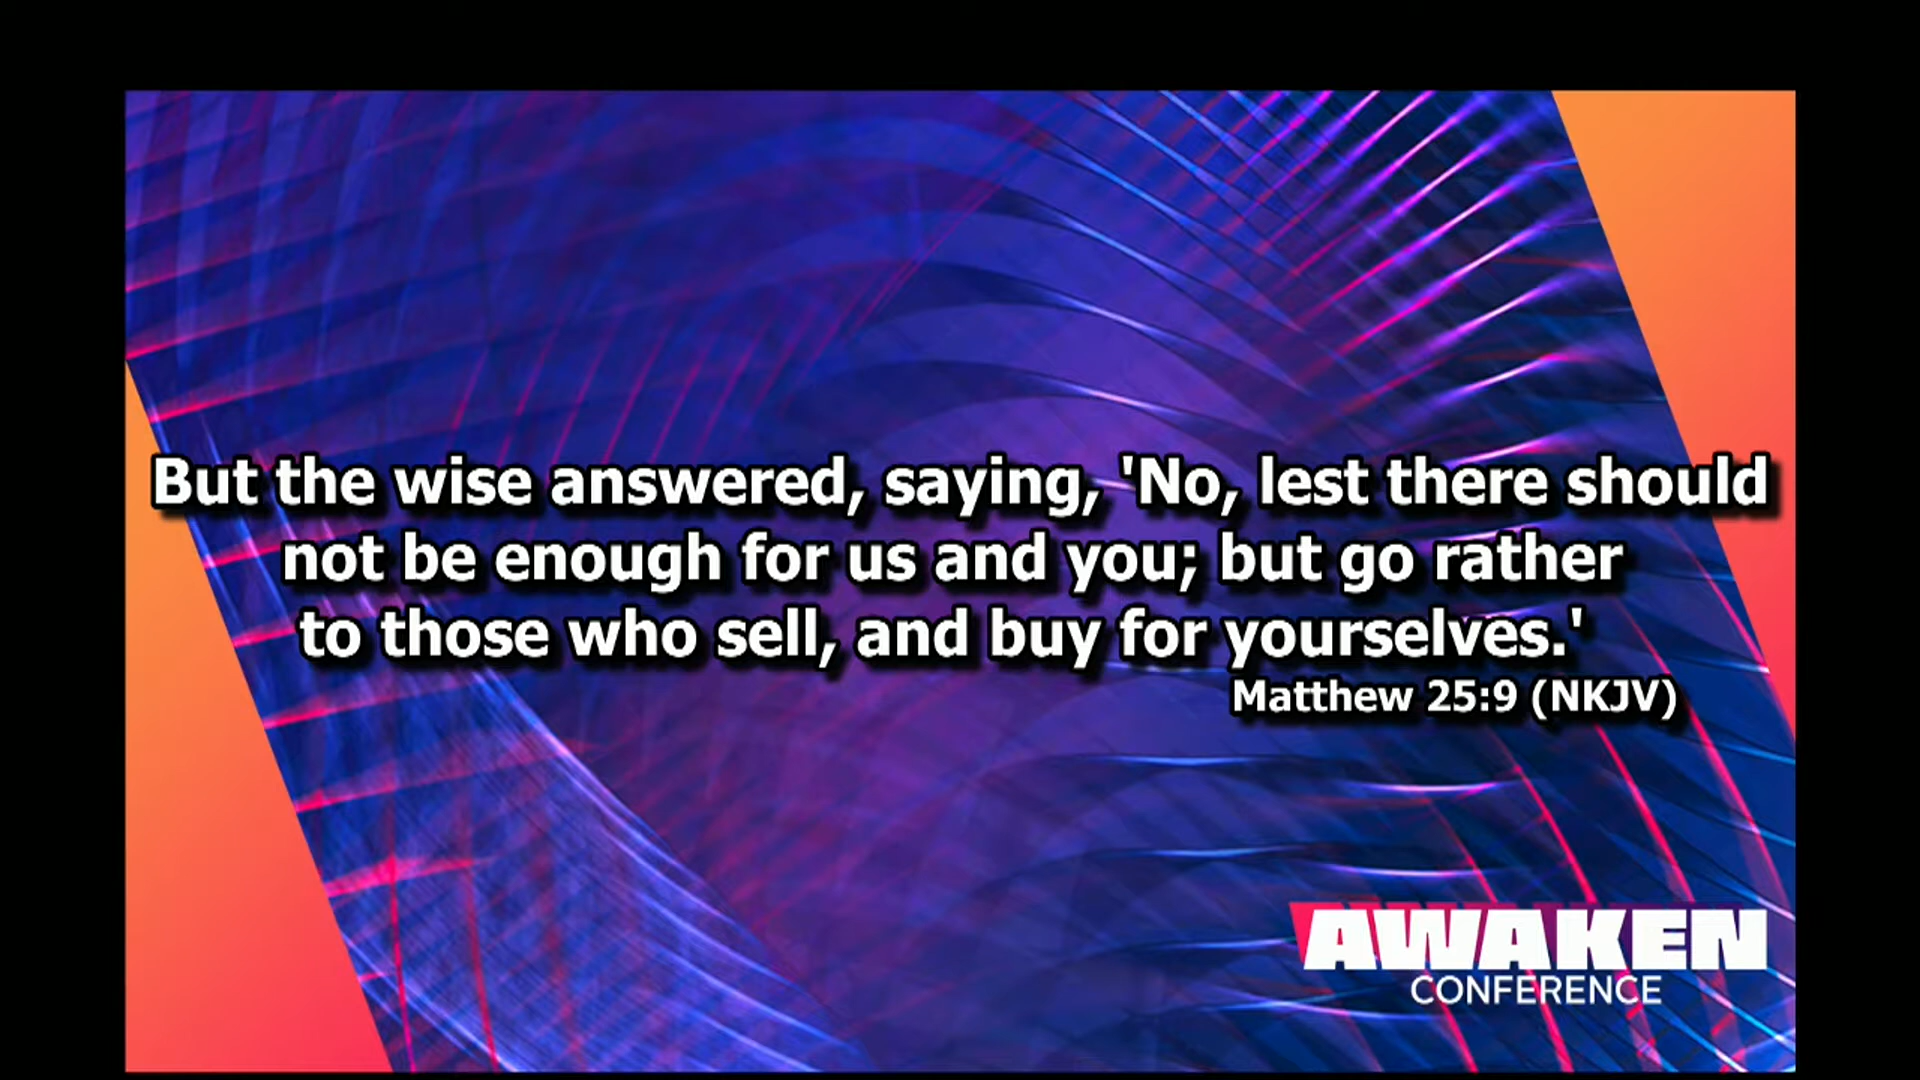 But the wise answered, saying, 'No, lest there should
not be enough for us and you; but go rather
to those who sell, and buy for yourselves.'
Matthew 25:9 (NKJV)
AWAKEN
CONFERENCE